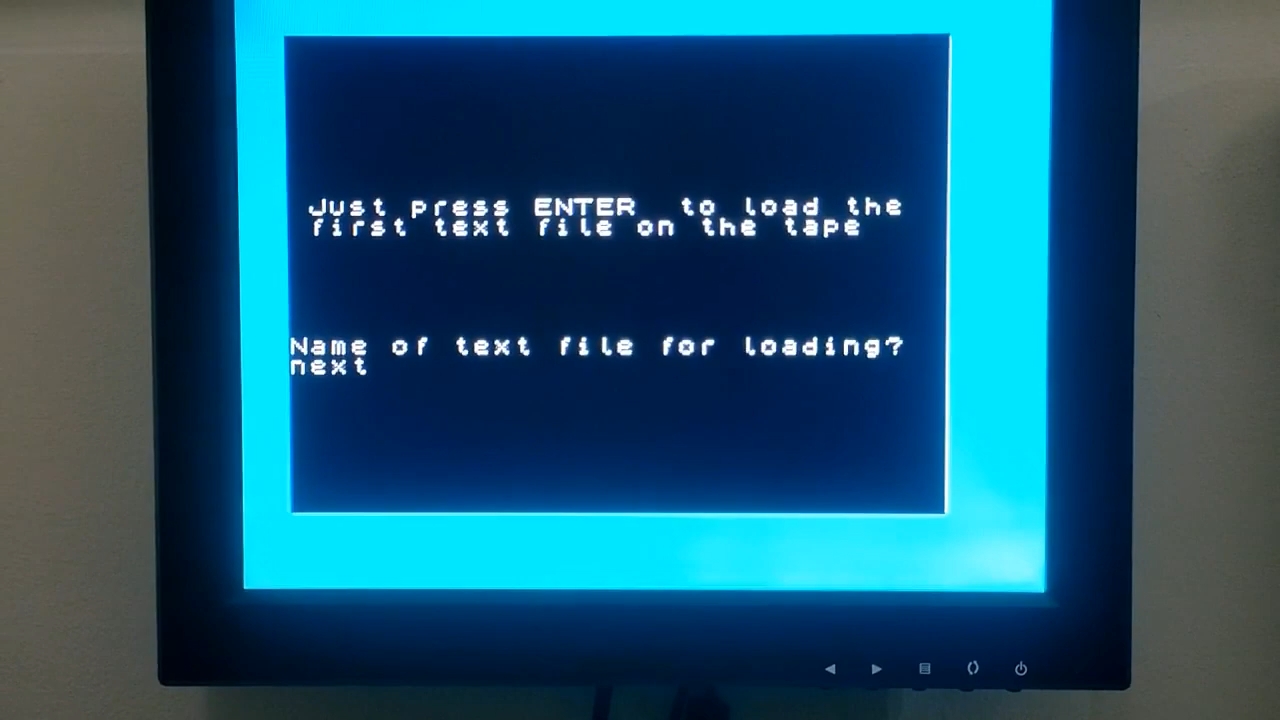 Just press ENTER  to load the
first text file on the tape
Name of text file for loading?
next